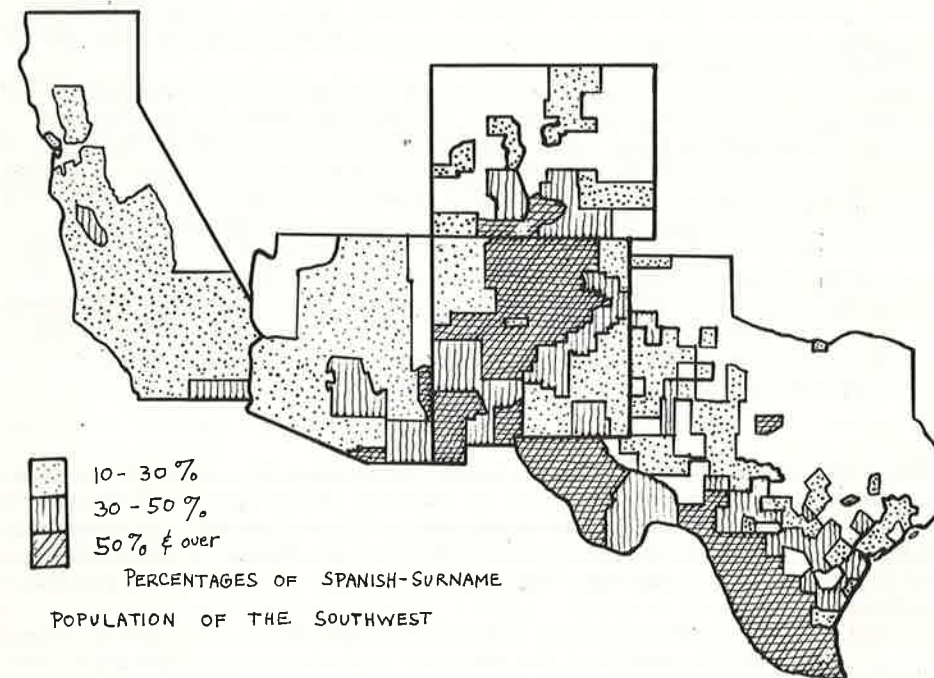 10-30%
30-50%
50% & over
PERCENTAGES OF SPANISH-SURNAME
POPULATION OF THE SOUTHWEST